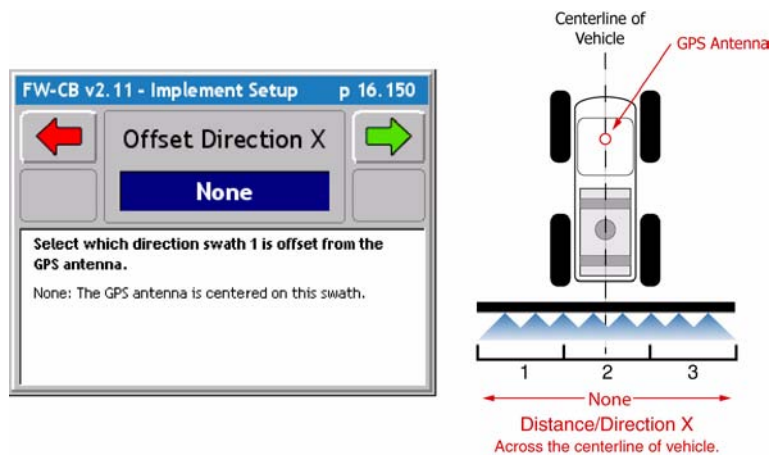 FW-CB v2.11 - Implement Setup p 16.150
Offset Direction X
None
Select which direction swath 1 is offset from the
GPS antenna.
None: The GPS antenna is centered on this swath.
Centerline of
Vehicle
GPS Antenna
1 2 3
None
Distance/Direction X
Across the centerline of vehicle.